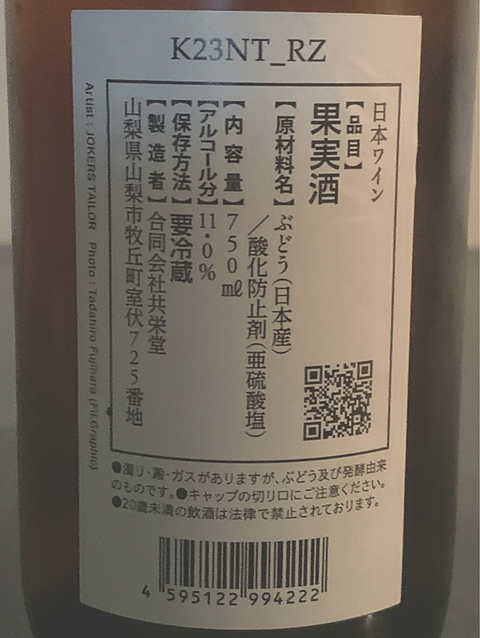 K23NT_RZ
日本ワイン
【品目】
果実酒
【原材料名】ぶどう(日本産)
／酸化防止剤(亜硫酸塩)
【内容量】750㎖
【アルコール分】11.0%
【保存方法】要冷蔵
【製造者】合同会社共栄堂
山梨県山梨市牧丘町室伏725番地
Artist : JOKERS TAILOR Photo : Tadahiro Fujihara (Fii.Graphic)
●濁り・澱・ガスがありますが、ぶどう及び発酵由来
のものです。●キャップの切り口にご注意ください。
●20歳未満の飲酒は法律で禁止されております。
4 595122 994222